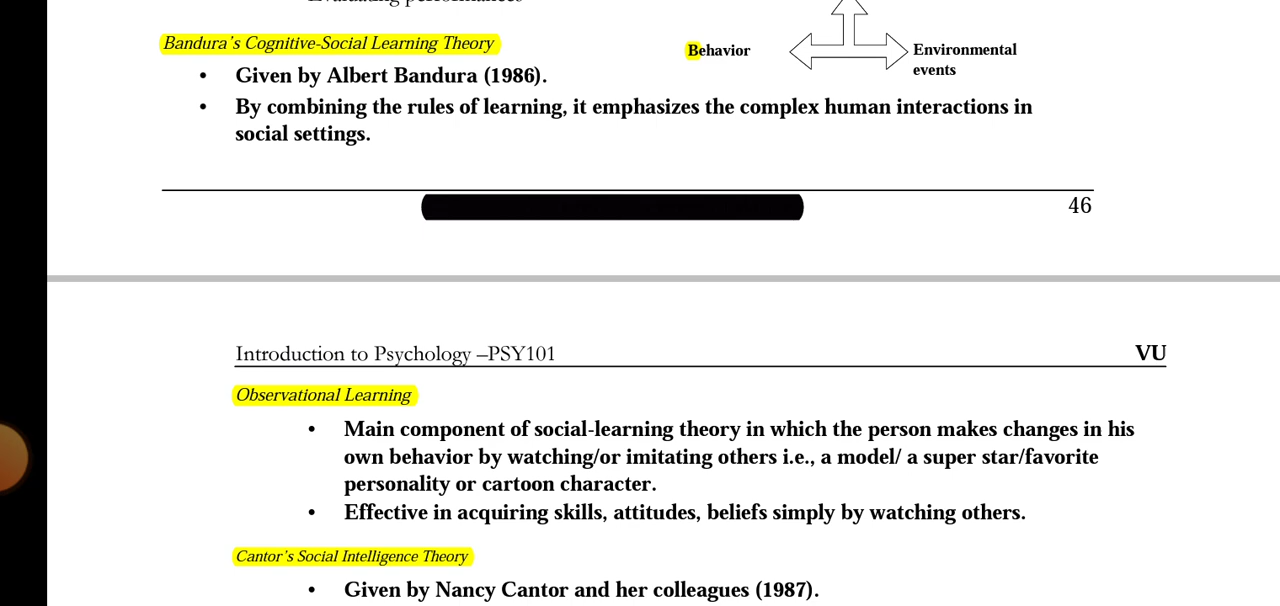 Evaluating performances
Bandura's Cognitive-Social Learning Theory
Behavior
Environmental
events
• Given by Albert Bandura (1986).
• By combining the rules of learning, it emphasizes the complex human interactions in
social settings.
46
Introduction to Psychology –PSY101 VU
Observational Learning
• Main component of social-learning theory in which the person makes changes in his
own behavior by watching/or imitating others i.e., a model/ a super star/favorite
personality or cartoon character.
• Effective in acquiring skills, attitudes, beliefs simply by watching others.
Cantor's Social Intelligence Theory
• Given by Nancy Cantor and her colleagues (1987).